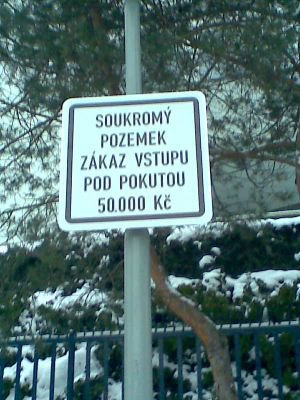 SOUKROMÝ
POZEMEK
ZÁKAZ VSTUPU
POD POKUTOU
50.000 Kč